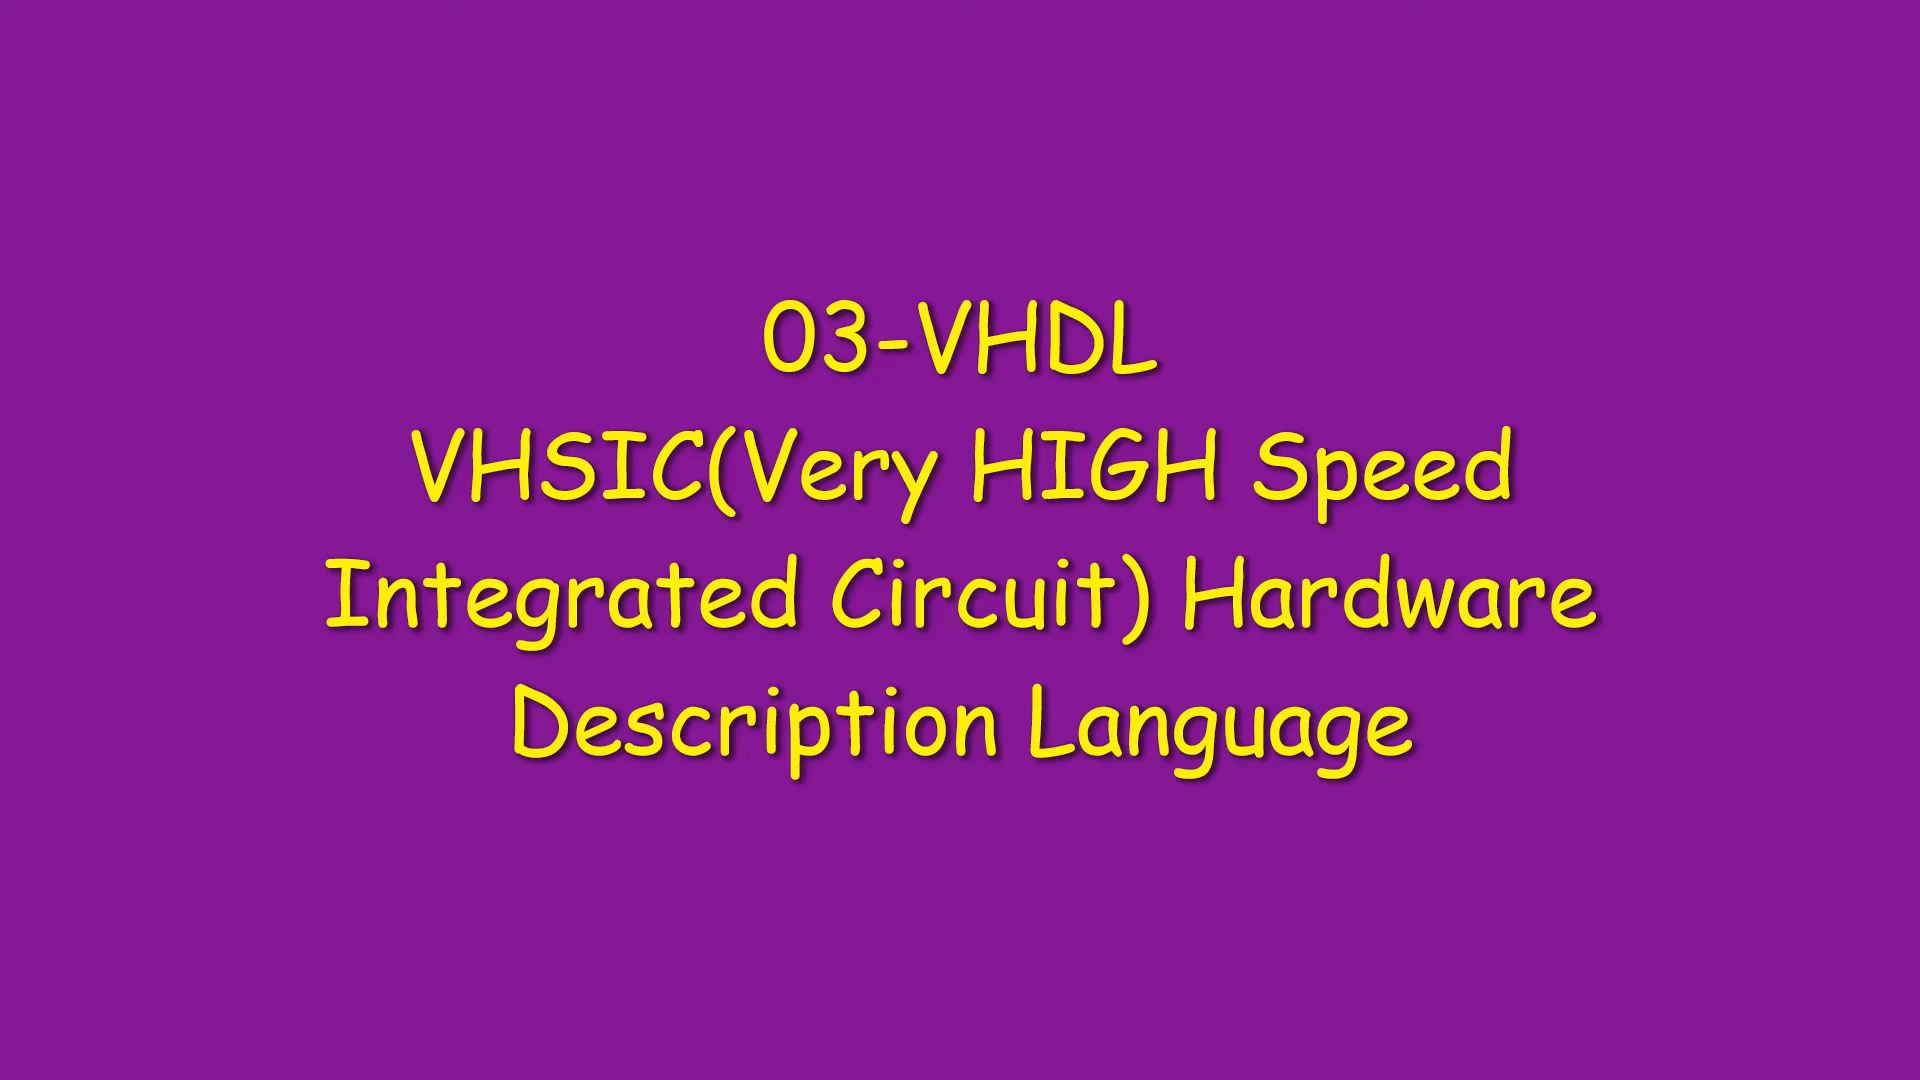 03-VHDL
VHSIC(Very HIGH Speed
Integrated Circuit) Hardware
Description Language